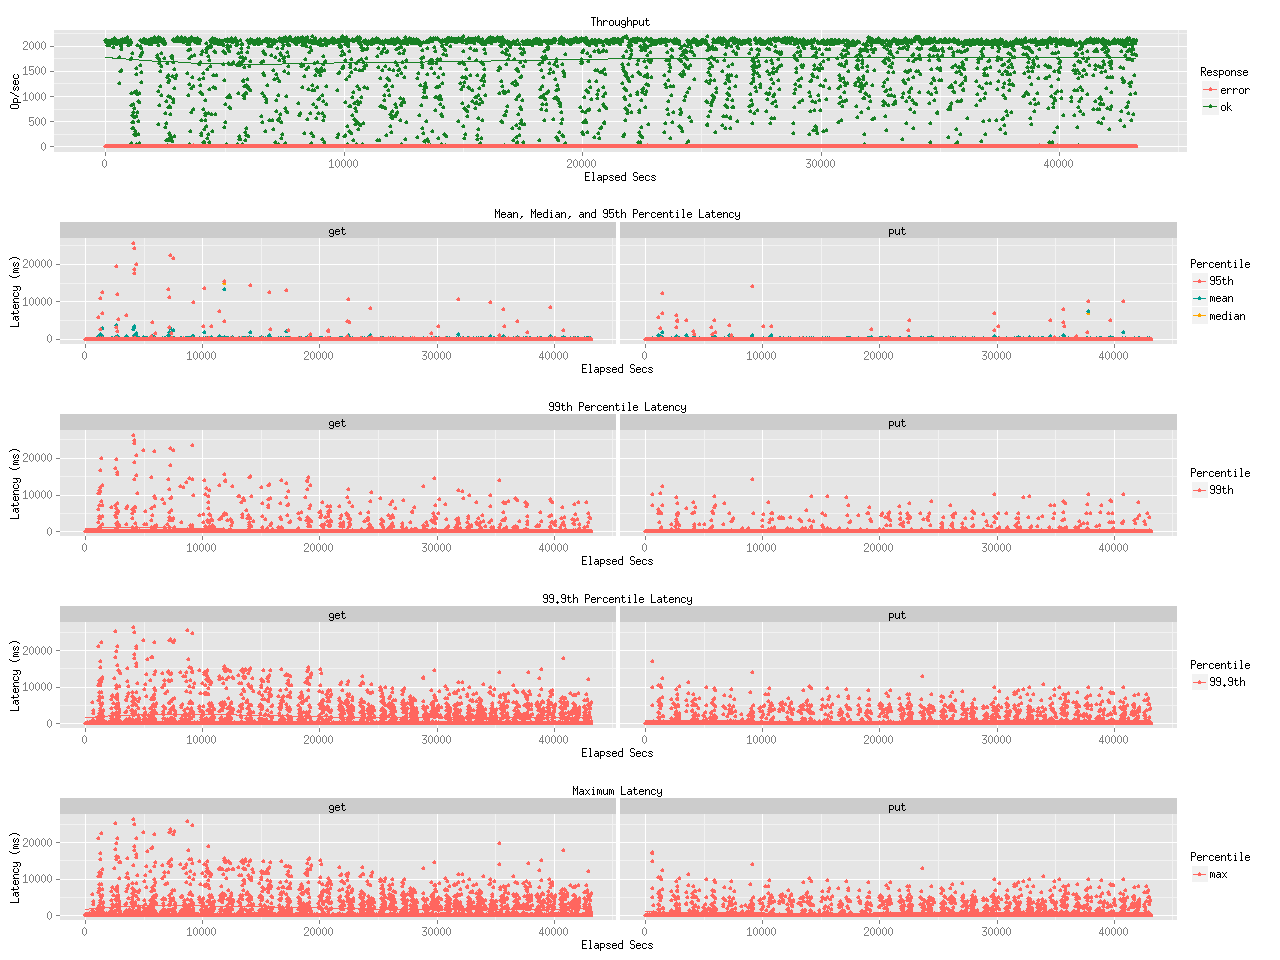 Throughput
2000
1500
1000
500
0
Op/sec
0 10000 20000 30000 40000
Elapsed Secs
Response
error
ok
Mean, Median, and 95th Percentile Latency
get put
20000
10000
0
Latency (ms)
0 10000 20000 30000 40000 0 10000 20000 30000 40000
Elapsed Secs
Percentile
95th
mean
median
99th Percentile Latency
get put
20000
10000
0
Latency (ms)
0 10000 20000 30000 40000 0 10000 20000 30000 40000
Elapsed Secs
Percentile
99th
99.9th Percentile Latency
get put
20000
10000
0
Latency (ms)
0 10000 20000 30000 40000 0 10000 20000 30000 40000
Elapsed Secs
Percentile
99.9th
Maximum Latency
get put
20000
10000
0
Latency (ms)
0 10000 20000 30000 40000 0 10000 20000 30000 40000
Elapsed Secs
Percentile
max